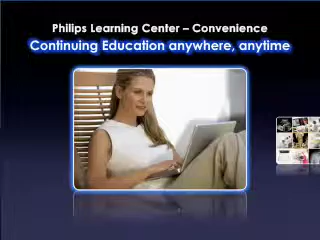 Philips Learning Center – Convenience
Continuing Education anywhere, anytime